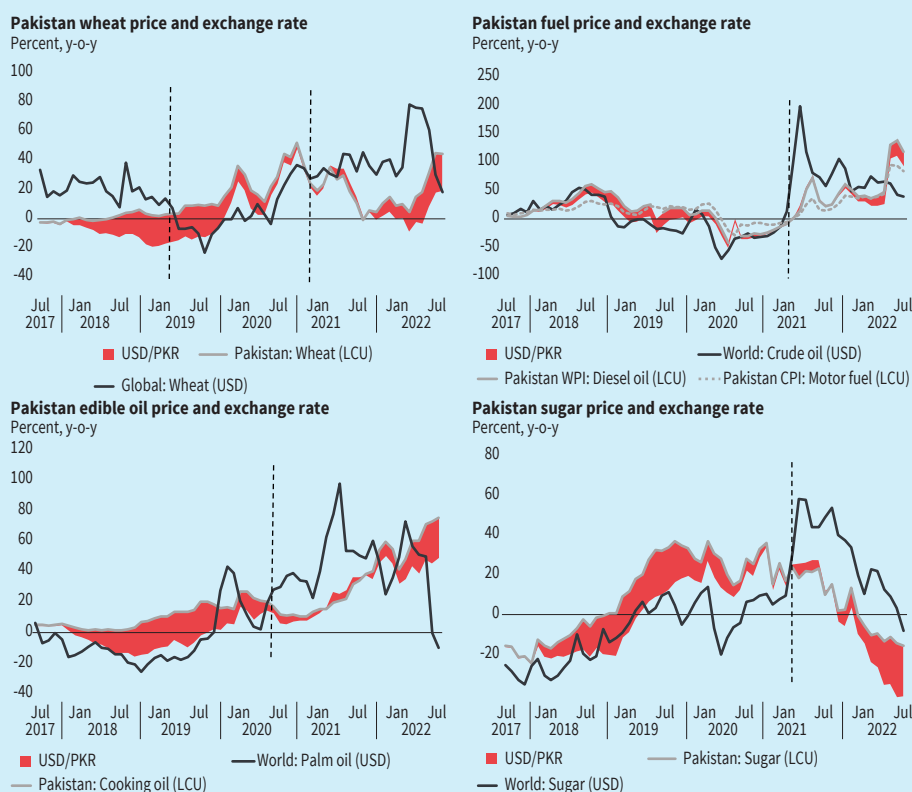 Pakistan wheat price and exchange rate
Percent, y-o-y
100
80
60
40
20
0
-20
-40
Jul Jan Jul Jan Jul Jan Jul Jan Jul Jan Jul
2017 2018 2019 2020 2021 2022
USD/PKR Pakistan: Wheat (LCU)
Global: Wheat (USD)
Pakistan fuel price and exchange rate
Percent, y-o-y
250
200
150
100
50
0
-50
-100
Jul Jan Jul Jan Jul Jan Jul Jan Jul Jan Jul
2017 2018 2019 2020 2021 2022
USD/PKR World: Crude oil (USD)
Pakistan WPI: Diesel oil (LCU) Pakistan CPI: Motor fuel (LCU)
Pakistan edible oil price and exchange rate
Percent, y-o-y
120
100
80
60
40
20
0
-20
-40
Jul Jan Jul Jan Jul Jan Jul Jan Jul Jan Jul
2017 2018 2019 2020 2021 2022
USD/PKR World: Palm oil (USD)
Pakistan: Cooking oil (LCU)
Pakistan sugar price and exchange rate
Percent, y-o-y
80
60
40
20
0
-20
Jul Jan Jul Jan Jul Jan Jul Jan Jul Jan Jul
2017 2018 2019 2020 2021 2022
USD/PKR Pakistan: Sugar (LCU)
World: Sugar (USD)